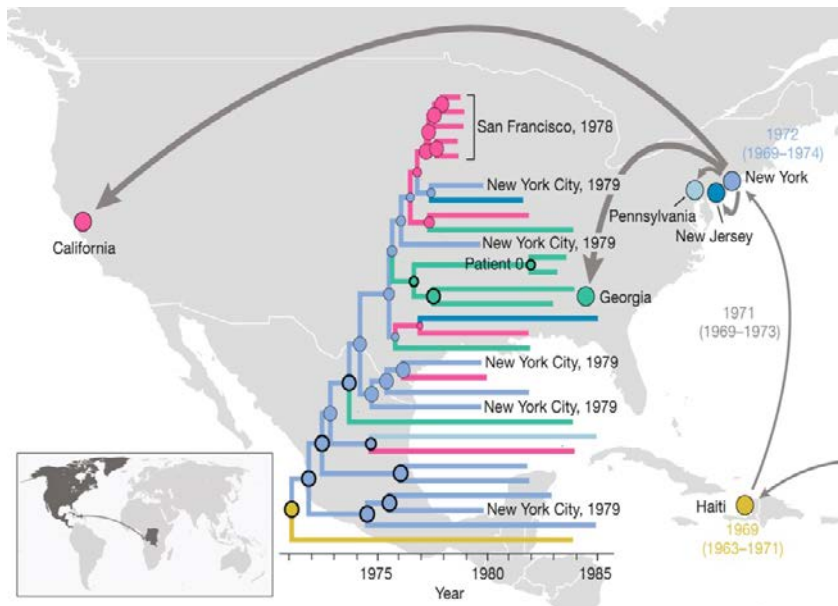 San Francisco, 1978
1972
(1969–1974)
New York City, 1979
New York
Pennsylvania
New Jersey
California
New York City, 1979
Patient 0
Georgia
1971
(1969–1973)
New York City, 1979
New York City, 1979
New York City, 1979
Haiti
1969
(1963–1971)
1975
1980
1985
Year